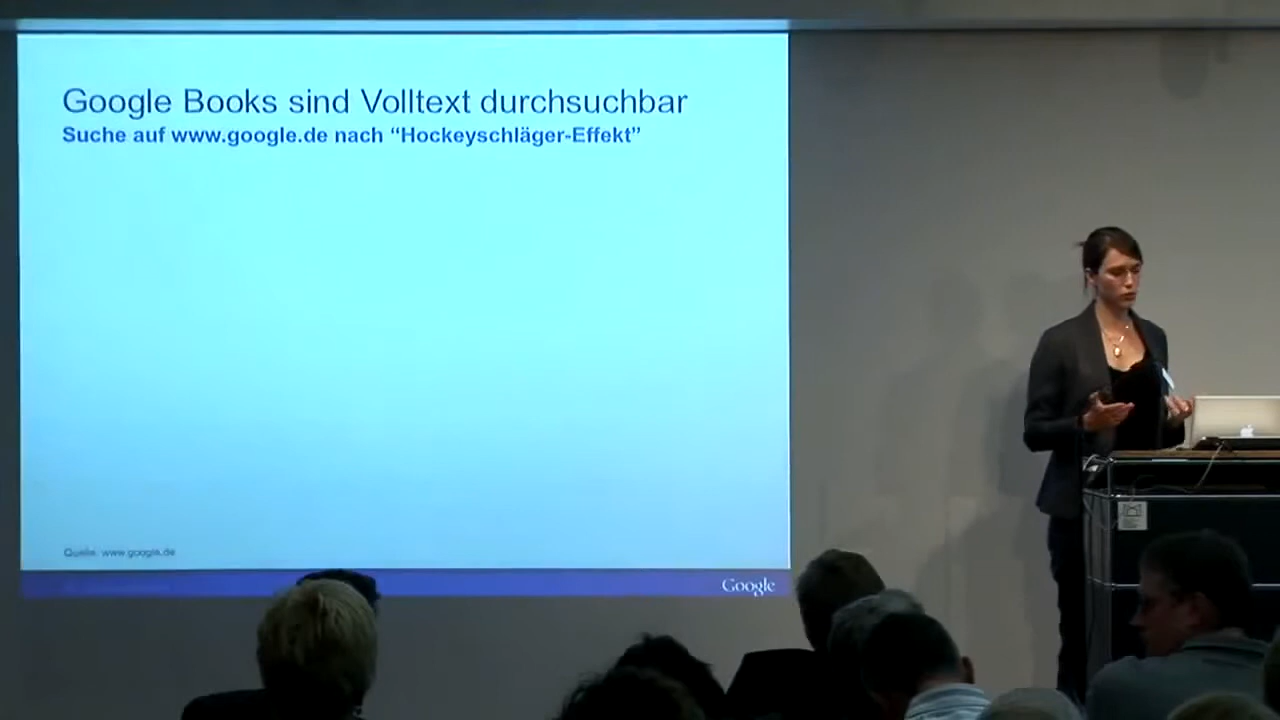 Google Books sind Volltext durchsuchbar
Suche auf www.google.de nach “Hockeyschläger-Effekt”
Quelle: www.google.de
Google